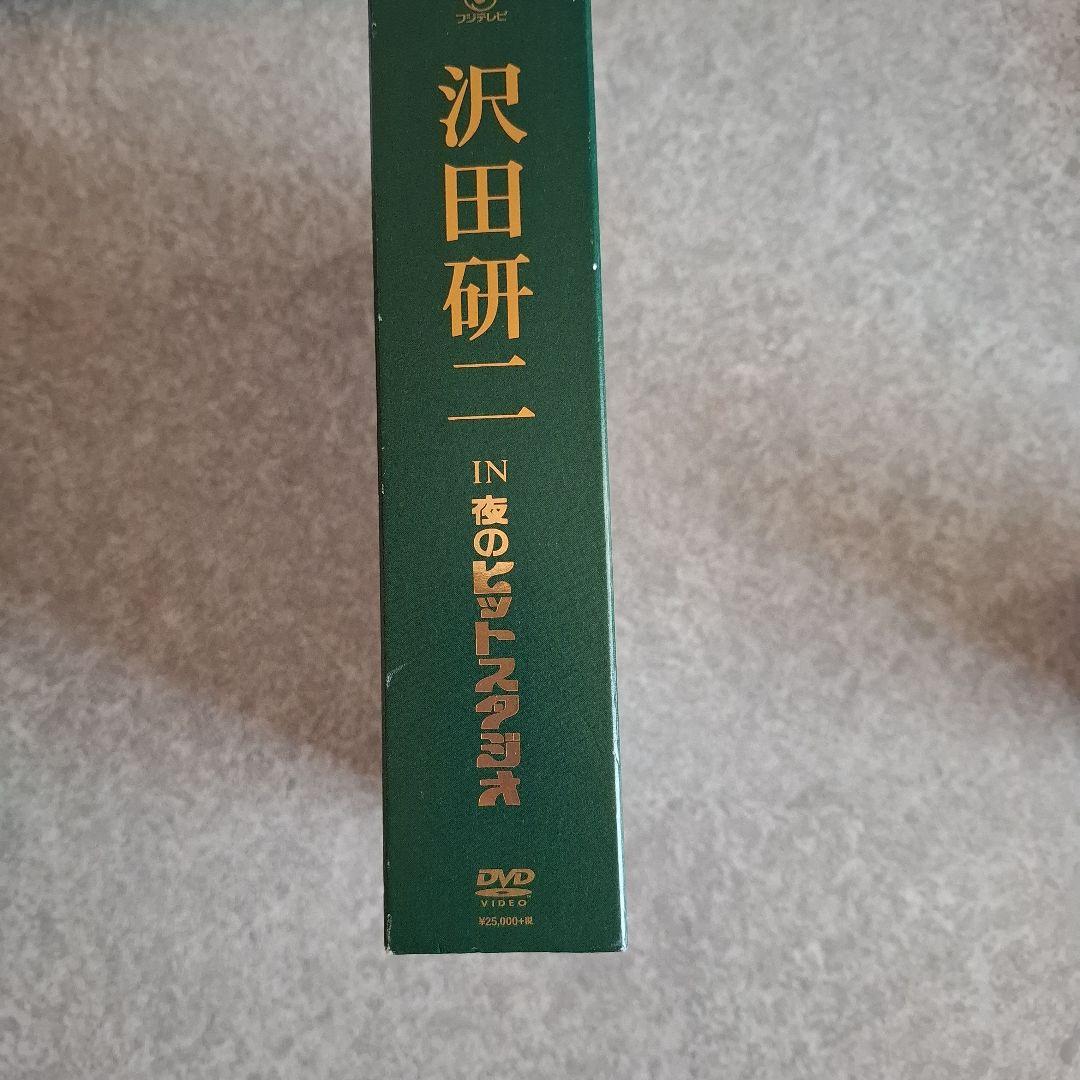 フジテレビ
沢田研二
IN
夜のヒットスタジオ
DVD
VIDEO
¥25,000+税